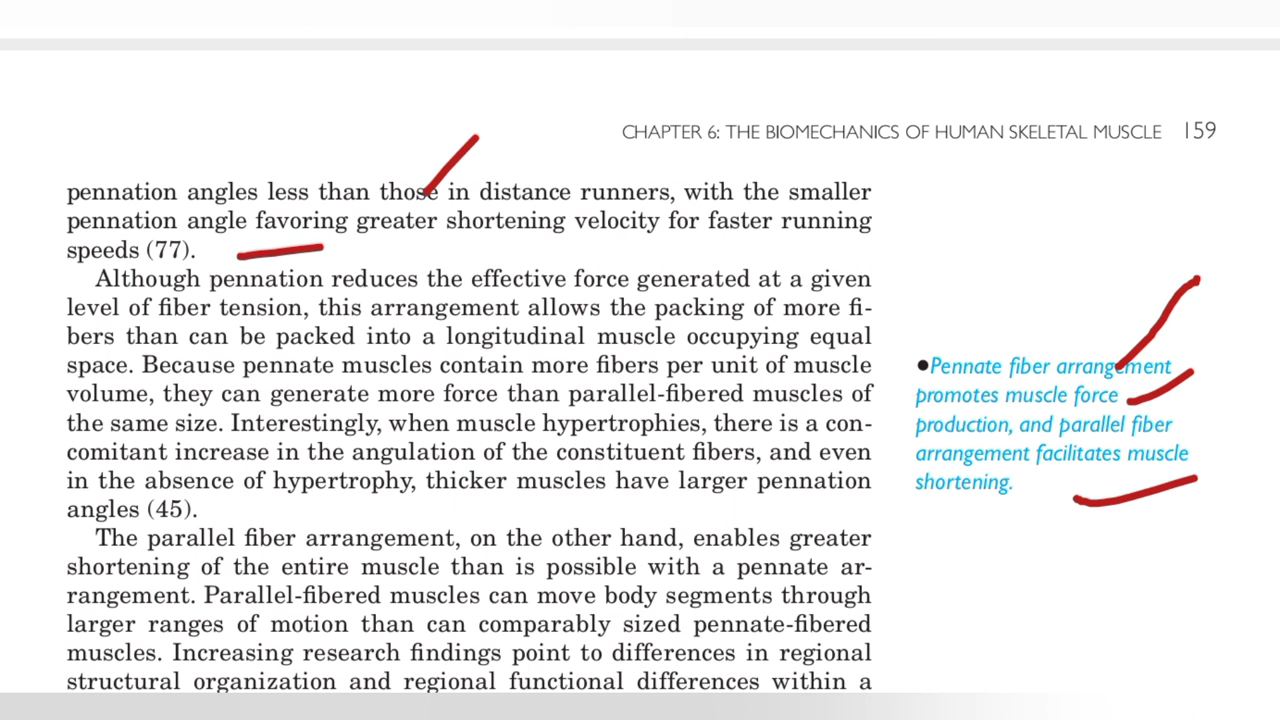 CHAPTER 6: THE BIOMECHANICS OF HUMAN SKELETAL MUSCLE 159
pennation angles less than those in distance runners, with the smaller
pennation angle favoring greater shortening velocity for faster running
speeds (77).
Although pennation reduces the effective force generated at a given
level of fiber tension, this arrangement allows the packing of more fi-
bers than can be packed into a longitudinal muscle occupying equal
space. Because pennate muscles contain more fibers per unit of muscle
volume, they can generate more force than parallel-fibered muscles of
the same size. Interestingly, when muscle hypertrophies, there is a con-
comitant increase in the angulation of the constituent fibers, and even
in the absence of hypertrophy, thicker muscles have larger pennation
angles (45).
The parallel fiber arrangement, on the other hand, enables greater
shortening of the entire muscle than is possible with a pennate ar-
rangement. Parallel-fibered muscles can move body segments through
larger ranges of motion than can comparably sized pennate-fibered
muscles. Increasing research findings point to differences in regional
structural organization and regional functional differences within a
●Pennate fiber arrangement
promotes muscle force
production, and parallel fiber
arrangement facilitates muscle
shortening.